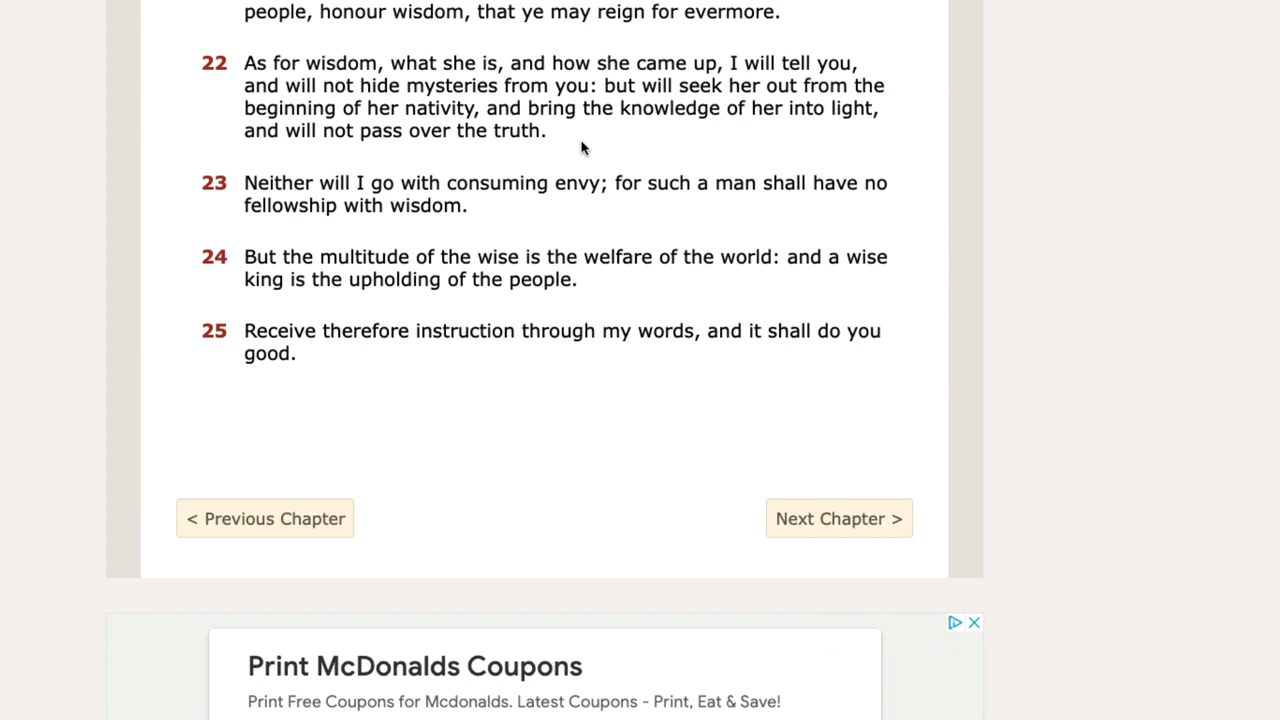 people, honour wisdom, that ye may reign for evermore.
22 As for wisdom, what she is, and how she came up, I will tell you,
and will not hide mysteries from you: but will seek her out from the
beginning of her nativity, and bring the knowledge of her into light,
and will not pass over the truth.
23 Neither will I go with consuming envy; for such a man shall have no
fellowship with wisdom.
24 But the multitude of the wise is the welfare of the world: and a wise
king is the upholding of the people.
25 Receive therefore instruction through my words, and it shall do you
good.
< Previous Chapter
Next Chapter >
Print McDonalds Coupons
Print Free Coupons for Mcdonalds. Latest Coupons - Print, Eat & Save!